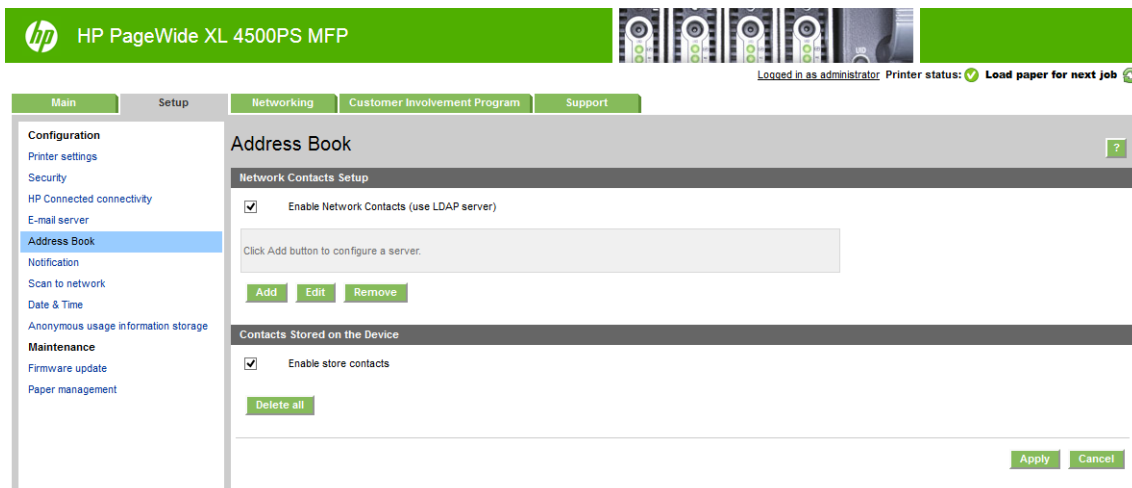 hp HP PageWide XL 4500PS MFP
UID
Logged in as administrator Printer status: Load paper for next job
Main Setup Networking Customer Involvement Program Support
Configuration
Printer settings
Security
HP Connected connectivity
E-mail server
Address Book
Notification
Scan to network
Date & Time
Anonymous usage information storage
Maintenance
Firmware update
Paper management
Address Book ?
Network Contacts Setup
Enable Network Contacts (use LDAP server)
Click Add button to configure a server.
Add Edit Remove
Contacts Stored on the Device
Enable store contacts
Delete all
Apply Cancel